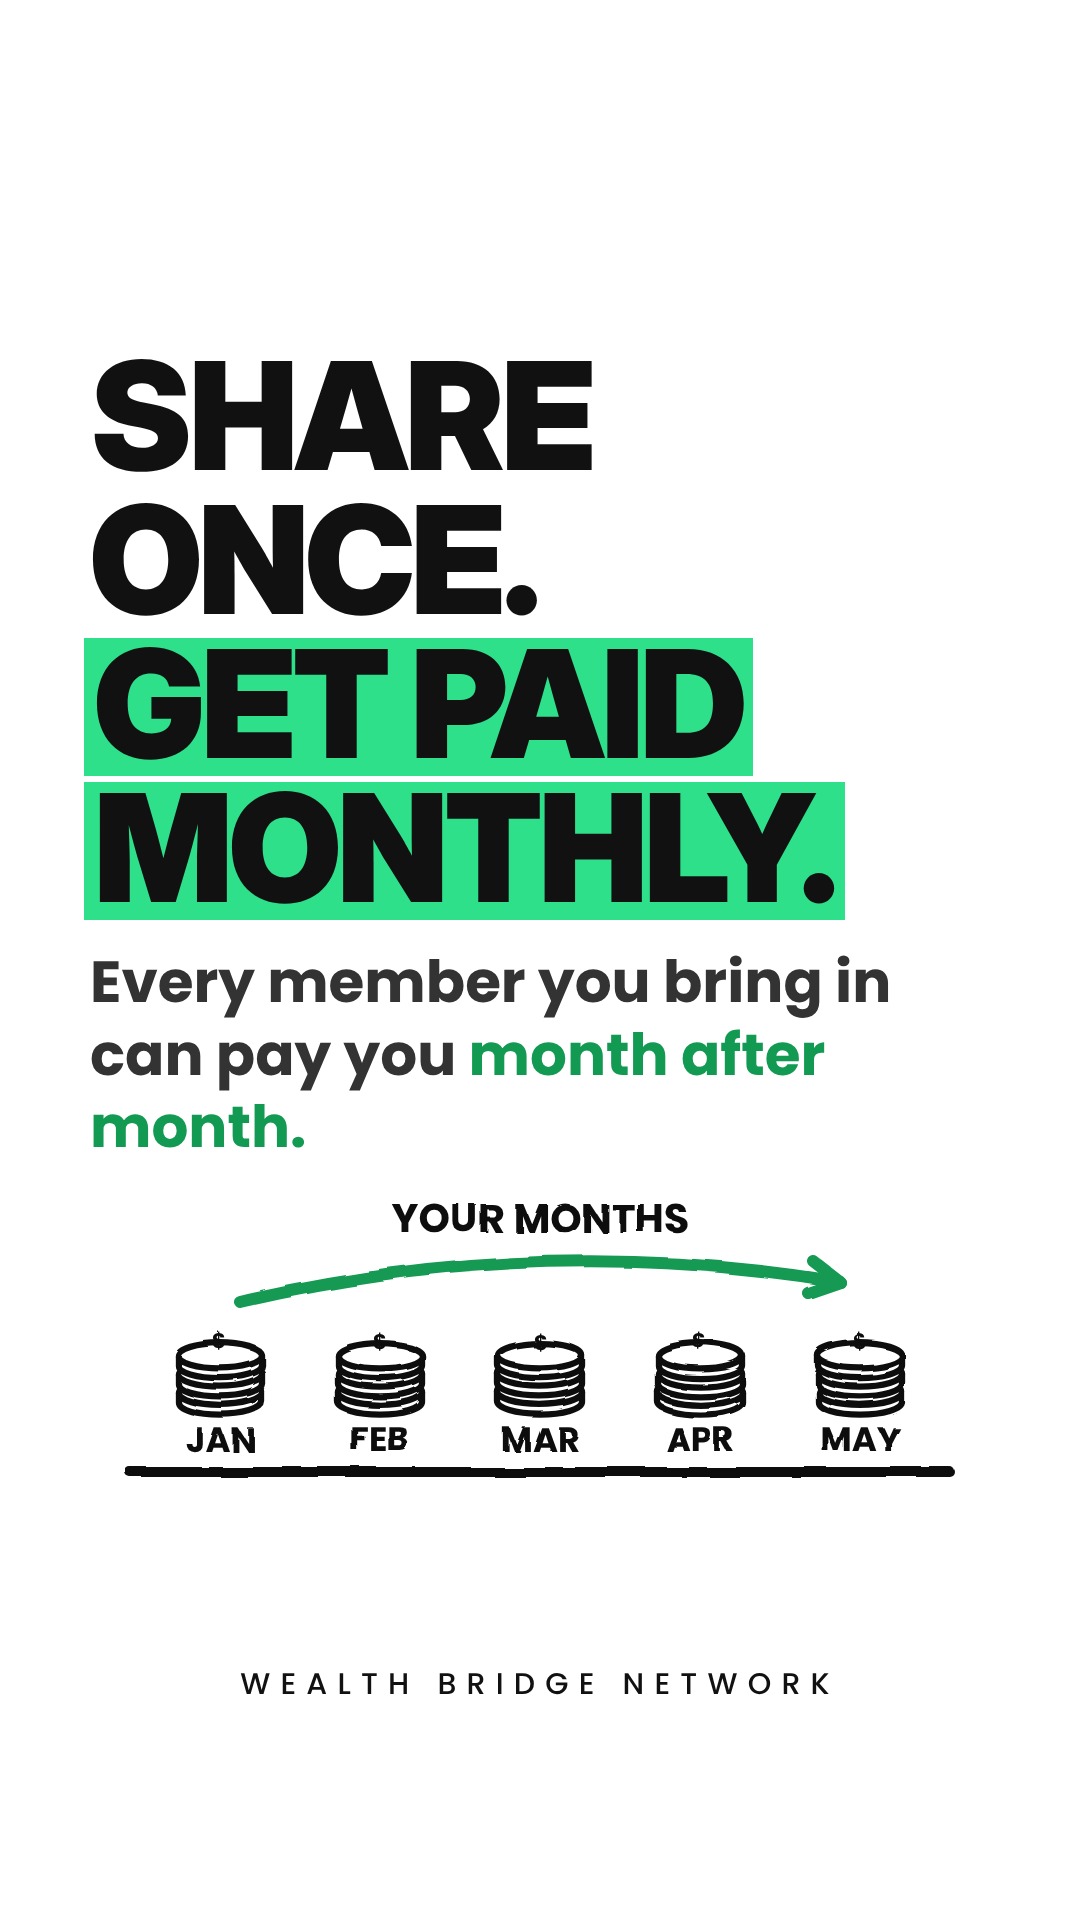 SHARE
ONCE.
GET PAID
MONTHLY.
Every member you bring in
can pay you month after
month.
YOUR MONTHS
$ $ $ $ $
JAN FEB MAR APR MAY
WEALTH BRIDGE NETWORK